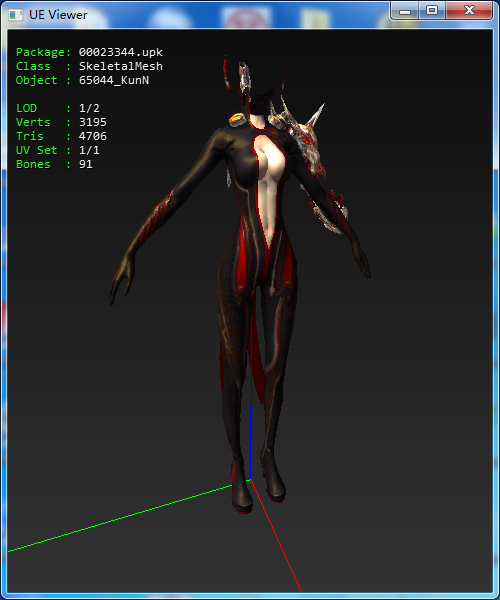 UE Viewer
Package: 00023344.upk
Class : SkeletalMesh
Object : 65044_KunN
LOD : 1/2
Verts : 3195
Tris : 4706
UV Set : 1/1
Bones : 91